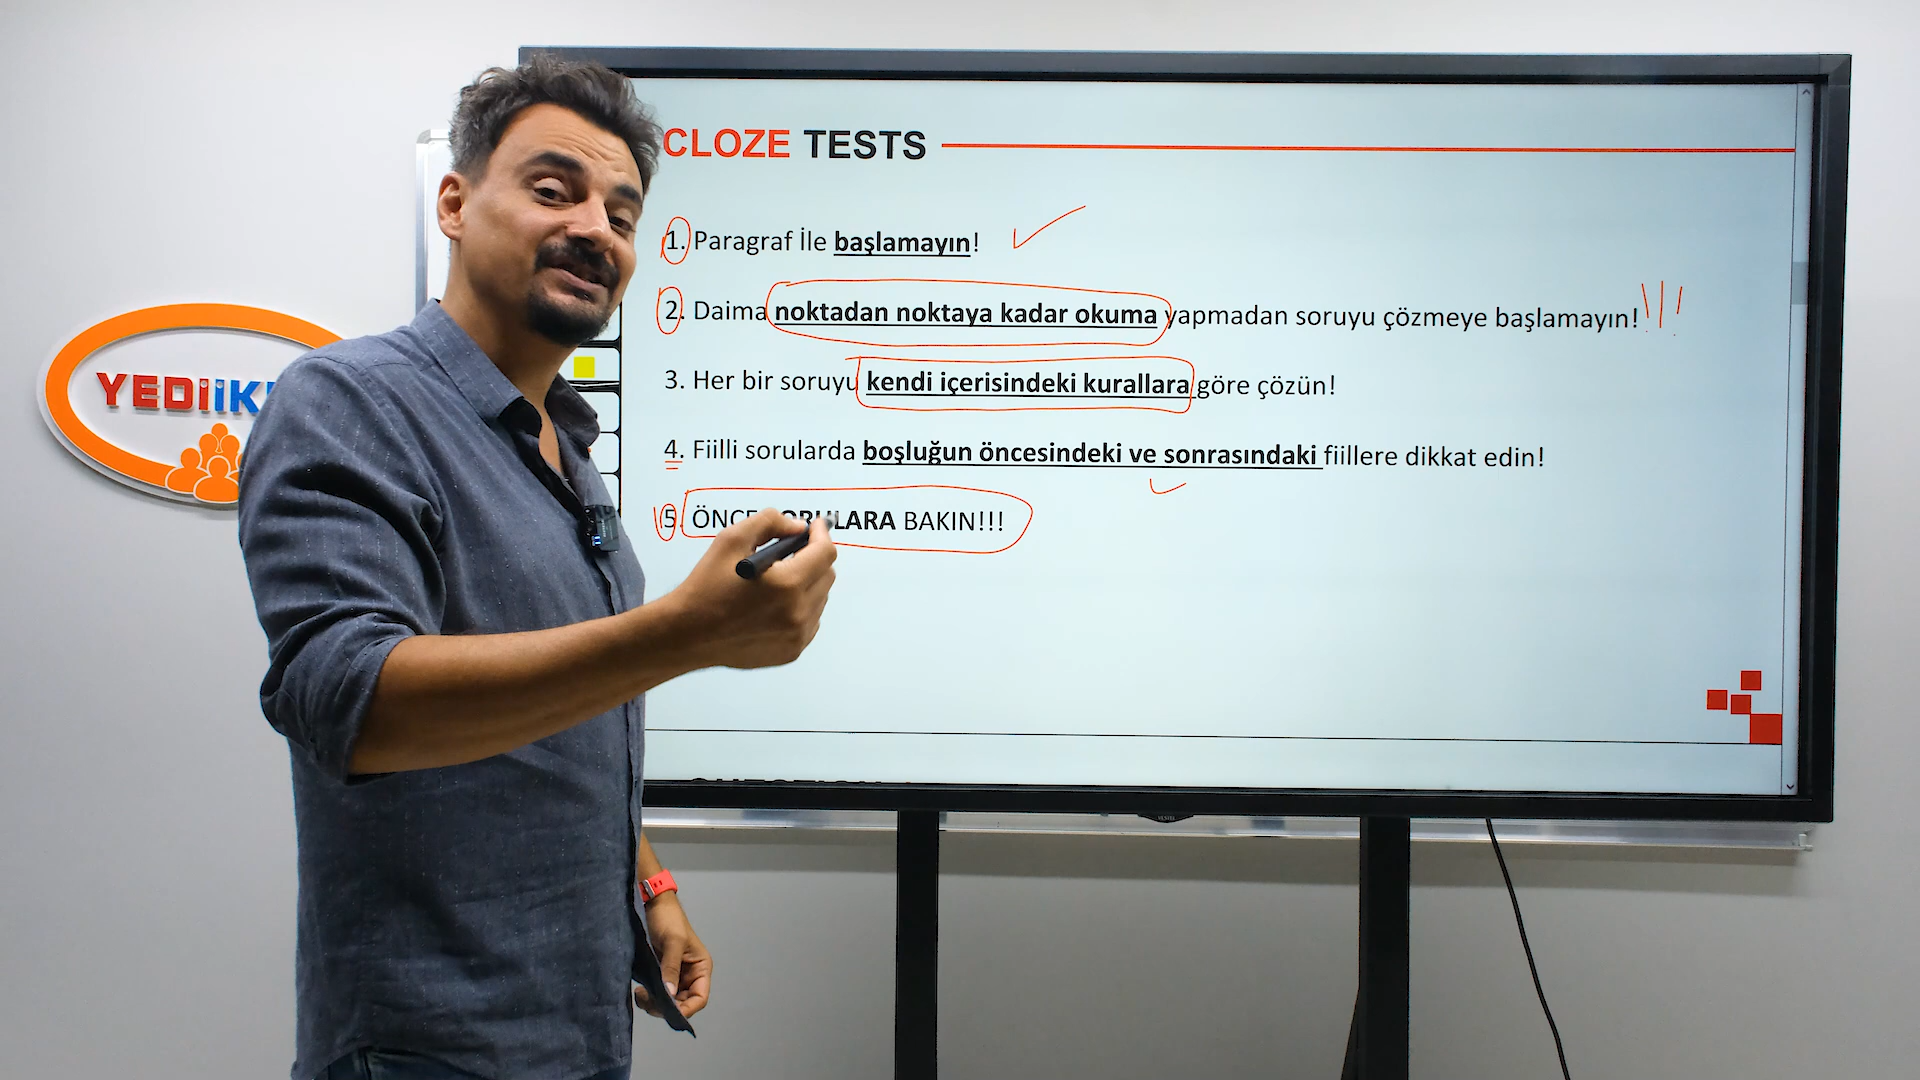 CLOZE TESTS
1. Paragraf İle başlamayın!
2. Daima noktadan noktaya kadar okuma yapmadan soruyu çözmeye başlamayın!
3. Her bir soruyu kendi içerisindeki kurallara göre çözün!
4. Fiilli sorularda boşluğun öncesindeki ve sonrasındaki fiillere dikkat edin!
5. ÖNCE SORULARA BAKIN!!!